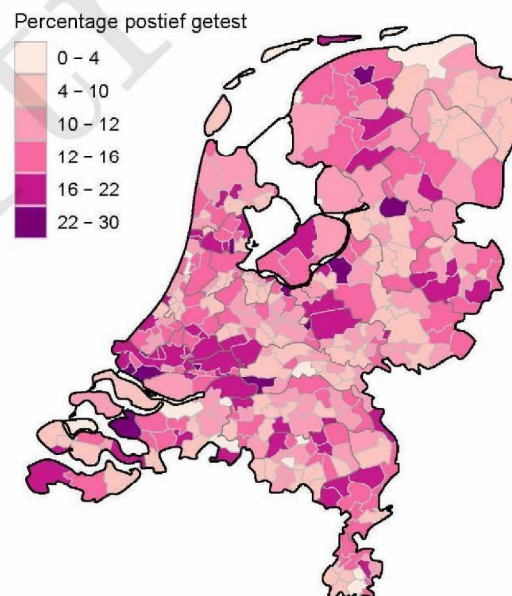 Percentage postief getest
0 – 4
4 – 10
10 – 12
12 – 16
16 – 22
22 – 30